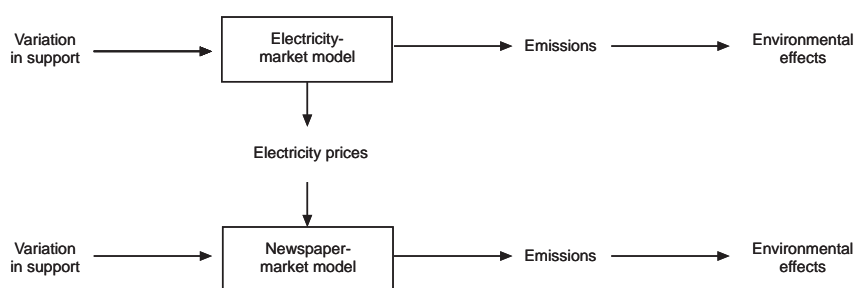 Variation
in support
Electricity-
market model
Emissions
Environmental
effects
Electricity prices
Variation
in support
Newspaper-
market model
Emissions
Environmental
effects